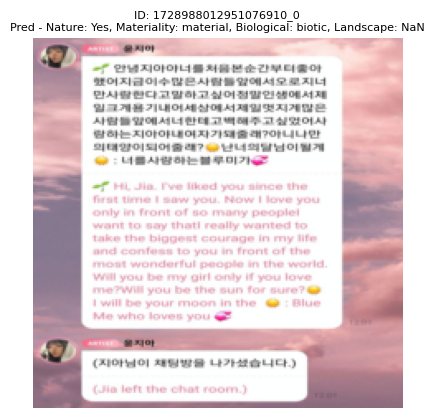 ID: 1728988012951076910_0
Pred - Nature: Yes, Materiality: material, Biological: biotic, Landscape: NaN
ARTIST 윤지아
🌱 안녕지아야너를처음본순간부터좋아
했어지금이수많은사람들앞에서오로지너
만사랑한다고말하고싶어정말인생에서제
일크게용기내어세상에서제일멋지게많은
사람들앞에서너한테고백해주고싶었어사
랑하는지아야내여자가돼줄래?아니나만
의태양이되어줄래?😊난너의달님이될게
😊 : 너를사랑하는블루미가💞
🌱 Hi, Jia. I've liked you since the
first time I saw you. Now I love you
only in front of so many peopleI
want to say thatI really wanted to
take the biggest courage in my life
and confess to you in front of the
most wonderful people in the world.
Will you be my girl only if you love
me?Will you be the sun for sure?😊
I will be your moon in the 😊 : Blue
Me who loves you 💞
ARTIST 윤지아
(지아님이 채팅방을 나가셨습니다.)
(Jia left the chat room.)